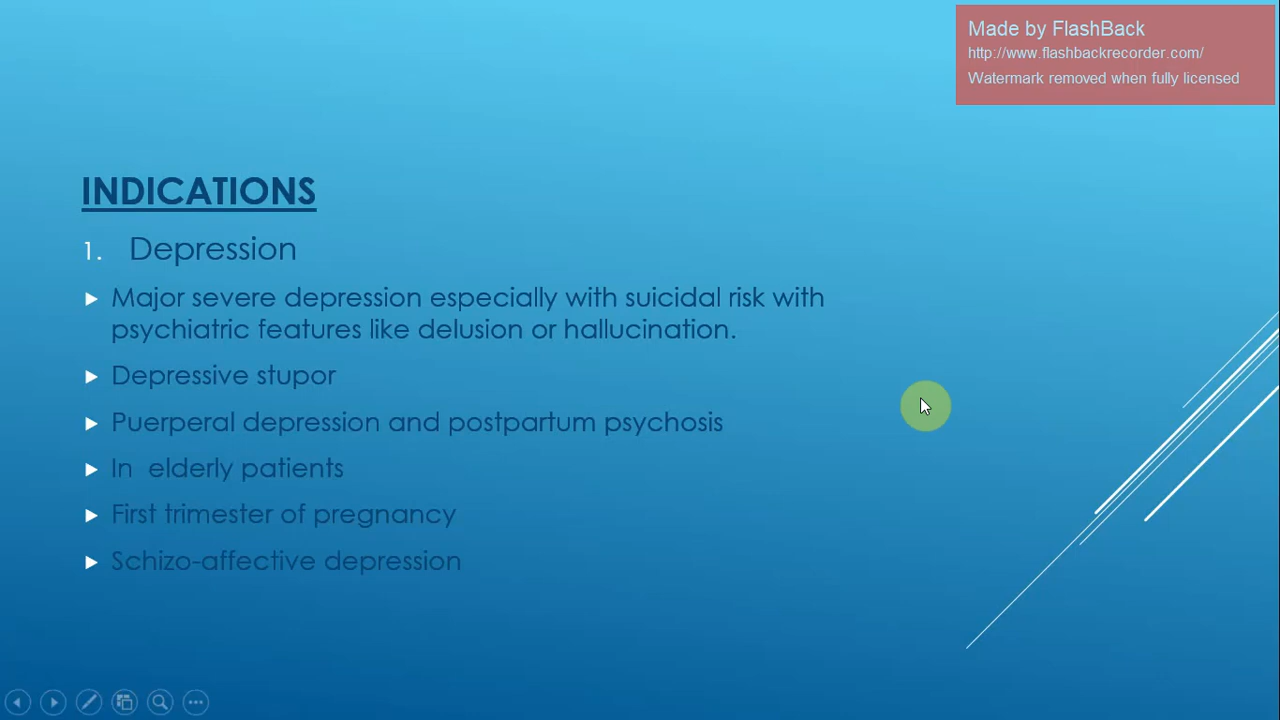 Made by FlashBack
http://www.flashbackrecorder.com/
Watermark removed when fully licensed
INDICATIONS
1. Depression
Major severe depression especially with suicidal risk with
psychiatric features like delusion or hallucination.
Depressive stupor
Puerperal depression and postpartum psychosis
In elderly patients
First trimester of pregnancy
Schizo-affective depression